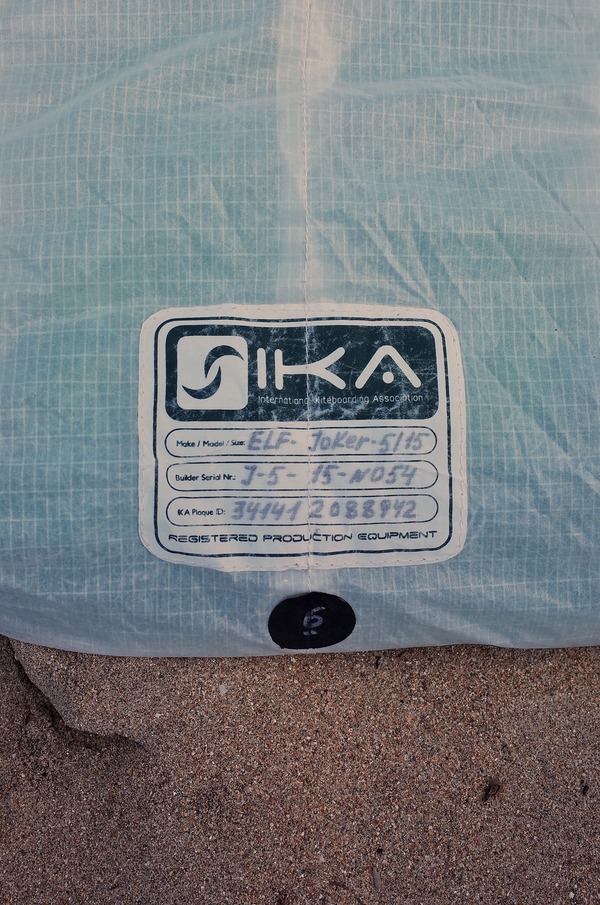 IKA
International Kiteboarding Association
Make / Model / Size: ELF- JoKer-5/15
Builder Serial Nr.: J-5- 15-N054
IKA Plaque ID: 34141 2088942
REGISTERED PRODUCTION EQUIPMENT
6